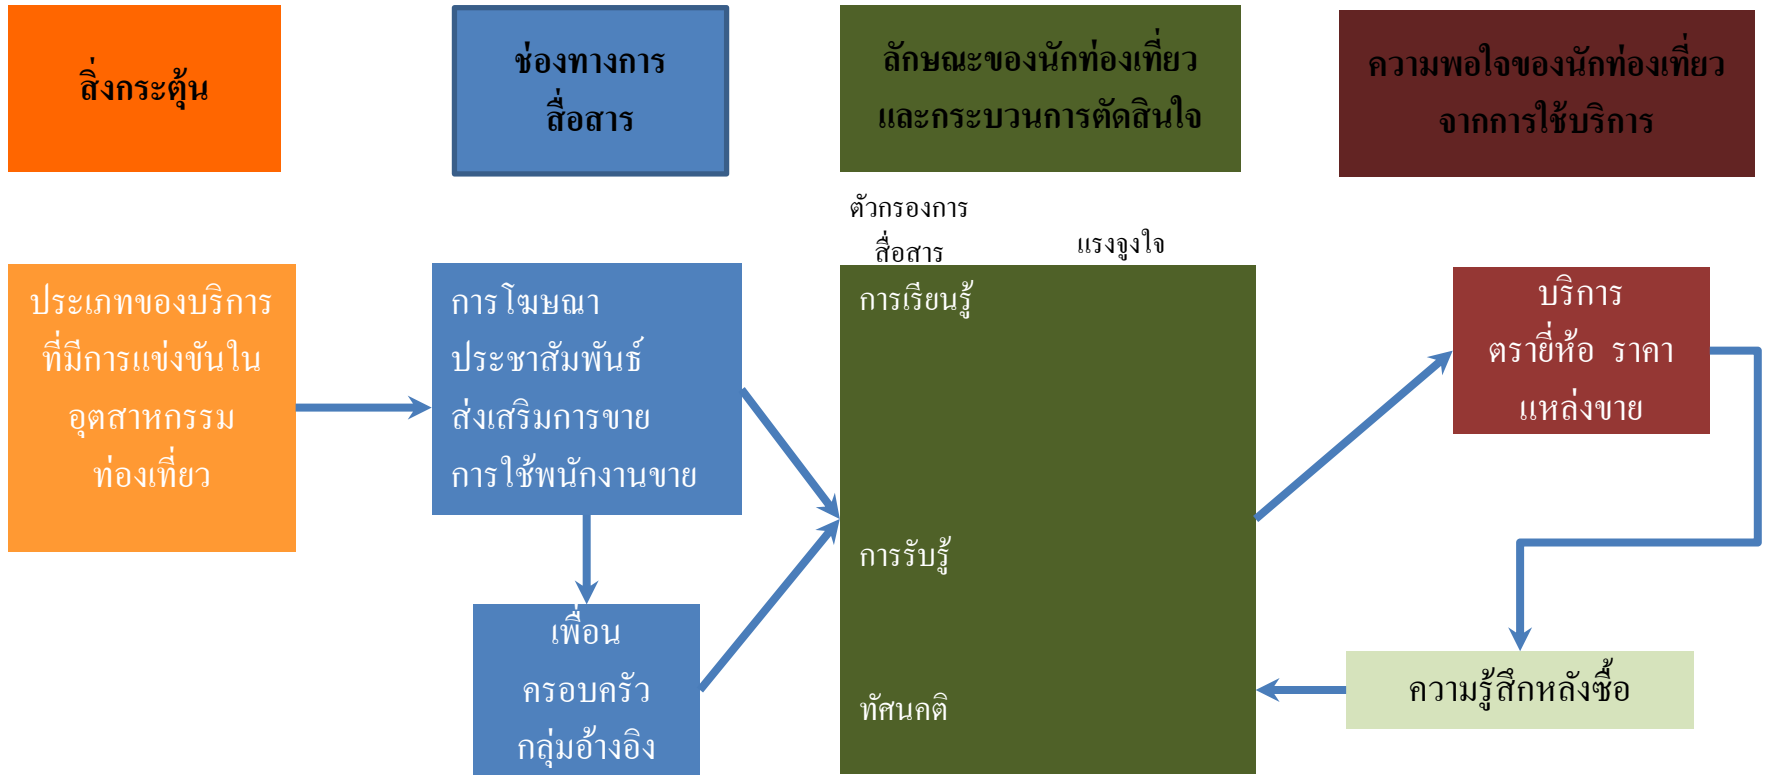 สิ่งกระตุ้น
ช่องทางการ
สื่อสาร
ลักษณะของนักท่องเที่ยว
และกระบวนการตัดสินใจ
ความพอใจของนักท่องเที่ยว
จากการใช้บริการ
ตัวกรองการ
สื่อสาร
แรงจูงใจ
ประเภทของบริการ
ที่มีการแข่งขันใน
อุตสาหกรรม
ท่องเที่ยว
การโฆษณา
ประชาสัมพันธ์
ส่งเสริมการขาย
การใช้พนักงานขาย
เพื่อน
ครอบครัว
กลุ่มอ้างอิง
การเรียนรู้
การรับรู้
ทัศนคติ
บริการ
ตรายี่ห้อ ราคา
แหล่งขาย
ความรู้สึกหลังซื้อ